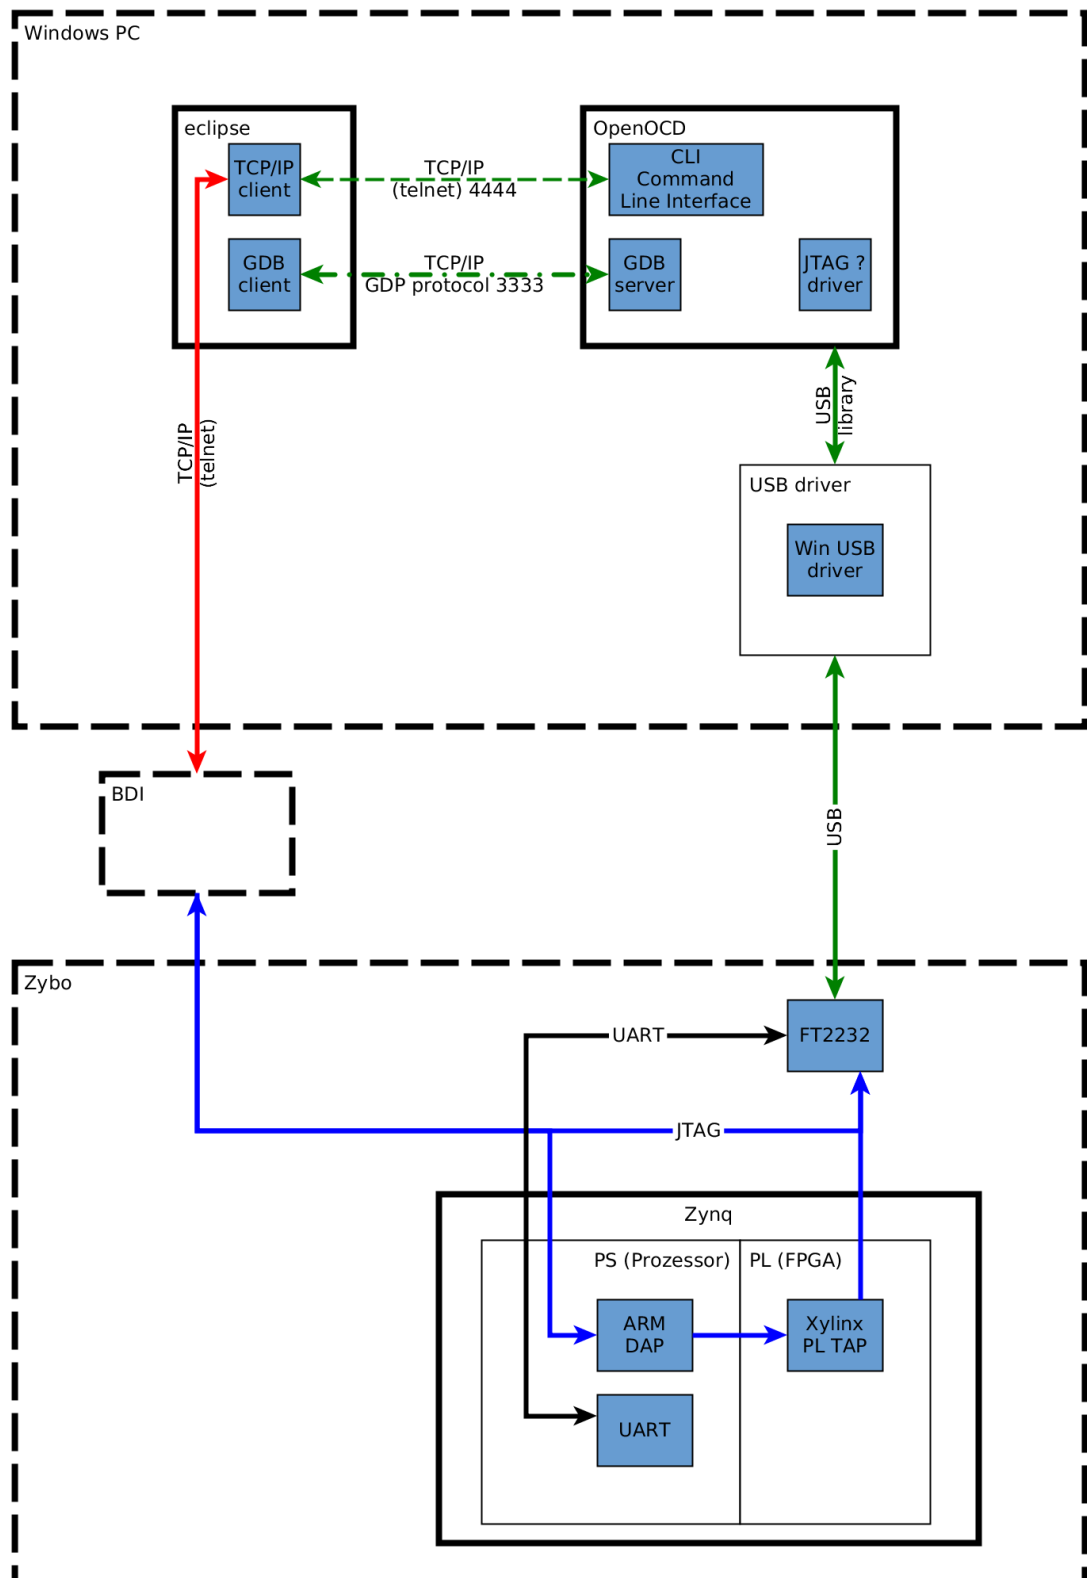 Windows PC
eclipse
OpenOCD
TCP/IP
client
TCP/IP
(telnet) 4444
CLI
Command
Line Interface
GDB
client
TCP/IP
GDP protocol 3333
GDB
server
JTAG ?
driver
USB
library
TCP/IP
(telnet)
USB driver
Win USB
driver
BDI
USB
Zybo
UART
FT2232
JTAG
Zynq
PS (Prozessor)
PL (FPGA)
ARM
DAP
Xylinx
PL TAP
UART